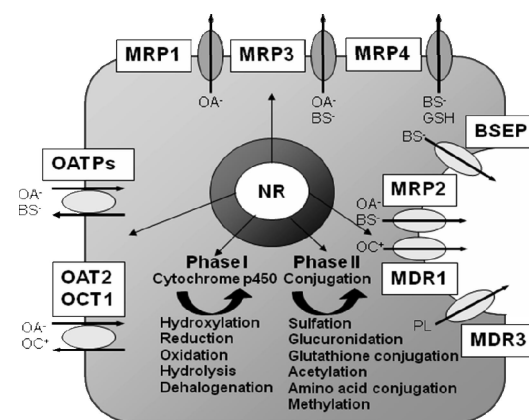 MRP1
MRP3
MRP4
OA-
OA-
BS-
BS-
GSH
BSEP
BS-
OATPs
OA-
BS-
NR
MRP2
OA-
BS-
OC+
MDR1
OAT2
OCT1
OA-
OC+
Phase I
Cytochrome p450
Phase II
Conjugation
Hydroxylation
Reduction
Oxidation
Hydrolysis
Dehalogenation
Sulfation
Glucuronidation
Glutathione conjugation
Acetylation
Amino acid conjugation
Methylation
PL
MDR3